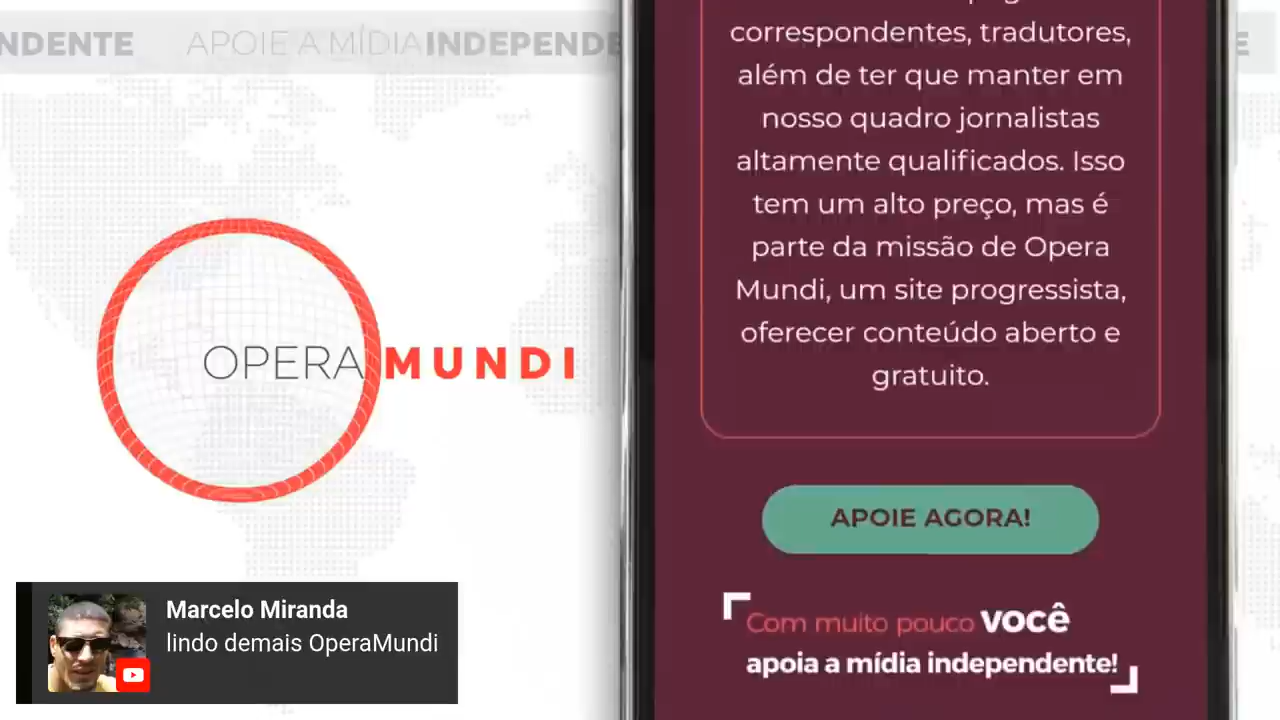 NDENTE APOIE A MÍDIA INDEPENDE
OPERA MUNDI
correspondentes, tradutores,
além de ter que manter em
nosso quadro jornalistas
altamente qualificados. Isso
tem um alto preço, mas é
parte da missão de Opera
Mundi, um site progressista,
oferecer conteúdo aberto e
gratuito.
APOIE AGORA!
Com muito pouco você
apoia a mídia independente!
Marcelo Miranda
lindo demais OperaMundi